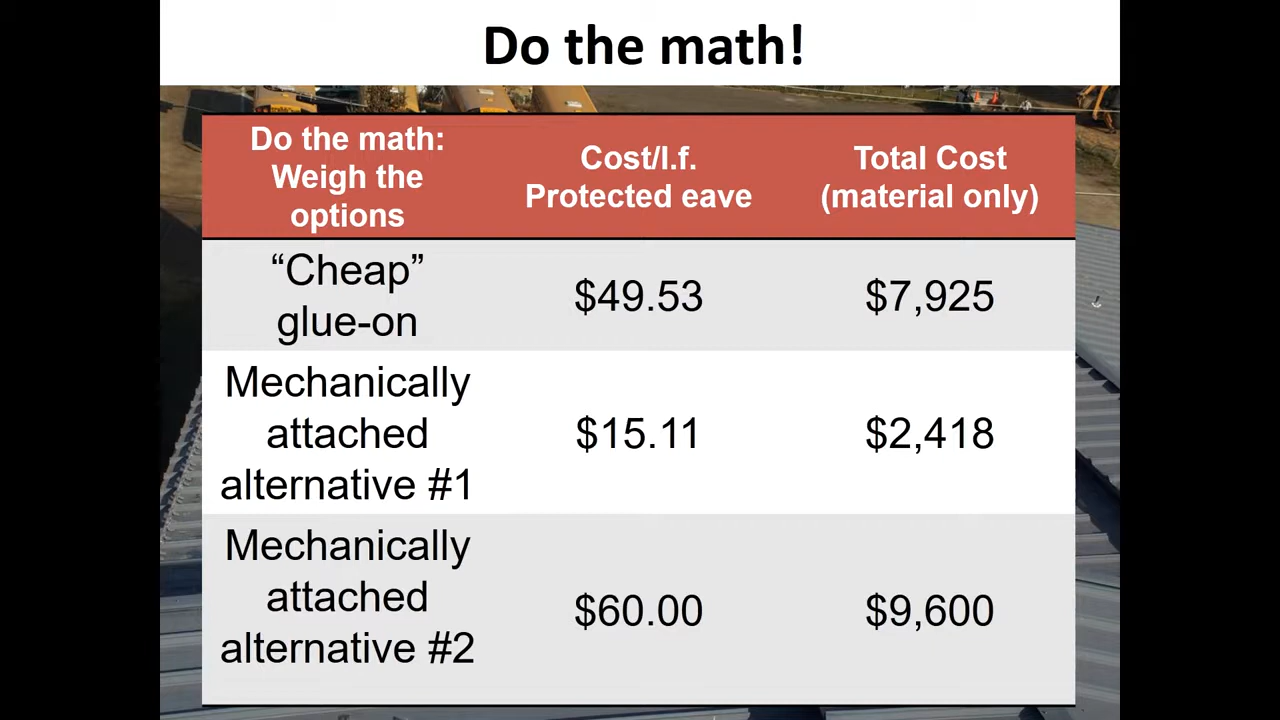 Do the math!
Do the math:
Weigh the
options
Cost/l.f.
Protected eave
Total Cost
(material only)
“Cheap”
glue-on
$49.53
$7,925
Mechanically
attached
alternative #1
$15.11
$2,418
Mechanically
attached
alternative #2
$60.00
$9,600